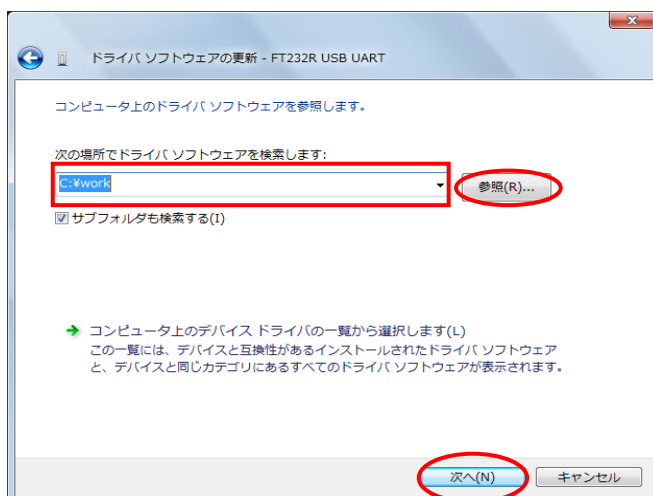 ドライバ ソフトウェアの更新 - FT232R USB UART
コンピュータ上のドライバ ソフトウェアを参照します。
次の場所でドライバ ソフトウェアを検索します:
C:¥work
参照(R)...
サブフォルダも検索する(I)
コンピュータ上のデバイス ドライバの一覧から選択します(L)
この一覧には、デバイスと互換性があるインストールされたドライバ ソフトウェア
と、デバイスと同じカテゴリにあるすべてのドライバ ソフトウェアが表示されます。
次へ(N)
キャンセル